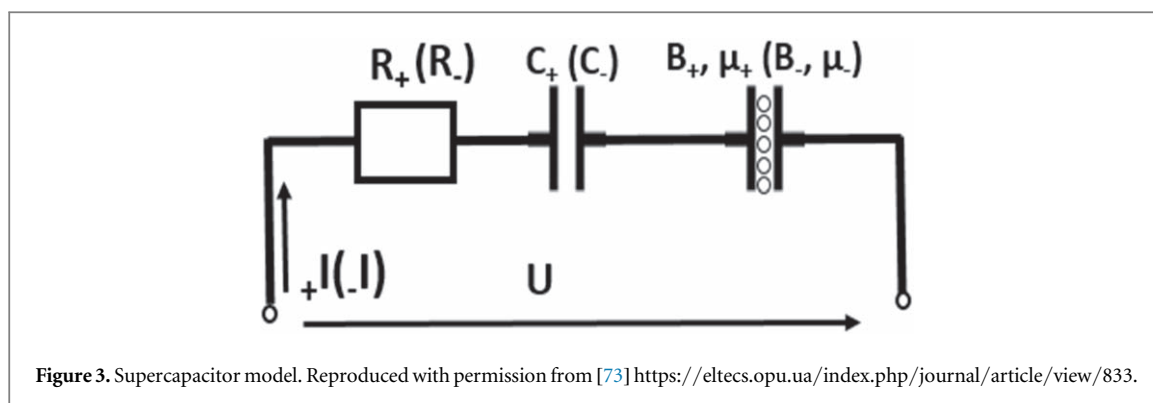 R₊(R₋) C₊(C₋) B₊, μ₊(B₋, μ₋)
₊I(₋I) U
Figure 3. Supercapacitor model. Reproduced with permission from [73] https://eltecs.opu.ua/index.php/journal/article/view/833.